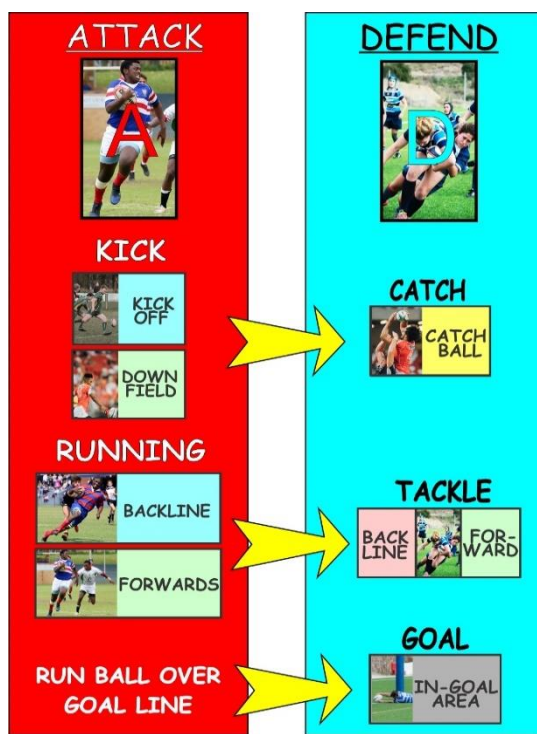 ATTACK
A
KICK
KICK
OFF
DOWN
FIELD
RUNNING
BACKLINE
FORWARDS
RUN BALL OVER
GOAL LINE
DEFEND
D
CATCH
CATCH
BALL
TACKLE
BACK
LINE
FOR-
WARD
GOAL
IN-GOAL
AREA